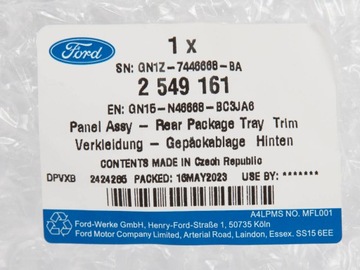 Ford
1 x
SN: GN1Z-7446668-BA
2 549 161
EN: GN15-N46668-BC3JA6
Panel Assy - Rear Package Tray Trim
Verkleidung - Gepäckablage Hinten
CONTENTS MADE IN Czech Republic
DPVXB 2424285 PACKED: 16MAY2023 USE BY: *******
A4LPMS NO. MFL001
Ford-Werke GmbH, Henry-Ford-Straße 1, 50735 Köln
Ford Motor Company Limited, Arterial Road, Laindon, Essex. SS15 6EE